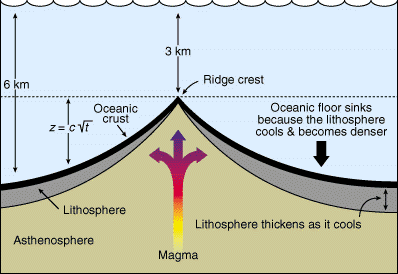 3 km
6 km
Ridge crest
Oceanic
crust
z = c√t
Oceanic floor sinks
because the lithosphere
cools & becomes denser
Lithosphere
Lithosphere thickens as it cools
Asthenosphere
Magma